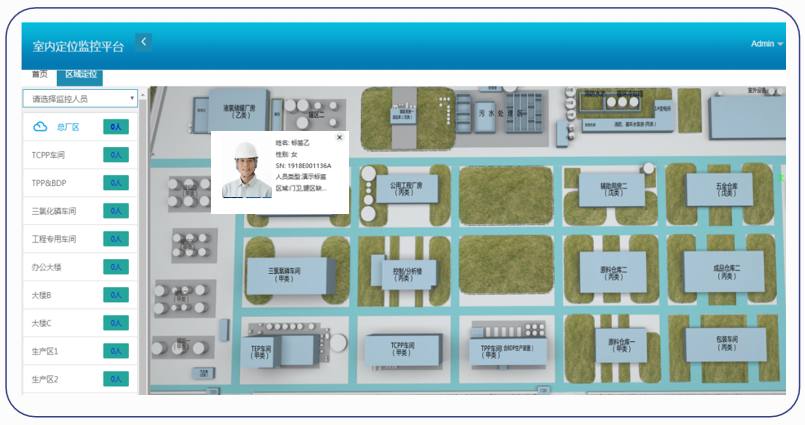 室内定位监控平台
Admin
首页
区域定位
请选择监控人员
总厂区
0人
TCPP车间
0人
TPP&BDP
0人
三氯化磷车间
0人
工程专用车间
0人
办公大楼
0人
大楼B
0人
大楼C
0人
生产区1
0人
生产区2
0人
液氯储罐厂房
（乙类）
罐区二
污水处理区
姓名: 标签乙
性别: 女
SN: 1918E001136A
人员类型:演示标签
区域:门卫,罐区缺...
公用工程厂房
（丙类）
辅助用房二
（戊类）
五金仓库
（戊类）
三氯氧磷车间
（甲类）
控制/分析楼
（丙类）
原料仓库二
（丙类）
成品仓库二
（丙类）
TEP车间
（甲类）
TCPP车间
（甲类）
TPP车间(含BDP生产装置)
（甲类）
原料仓库一
（甲类）
包装车间
（丙类）